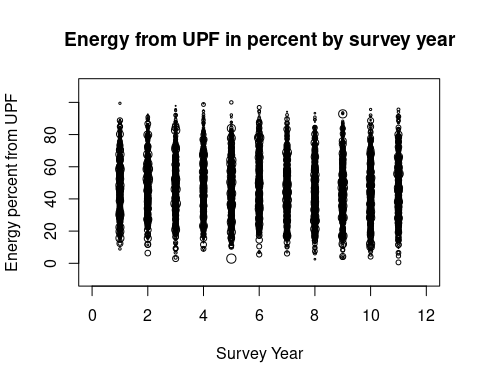 Energy from UPF in percent by survey year
Energy percent from UPF
80
60
40
20
0
0 2 4 6 8 10 12
Survey Year